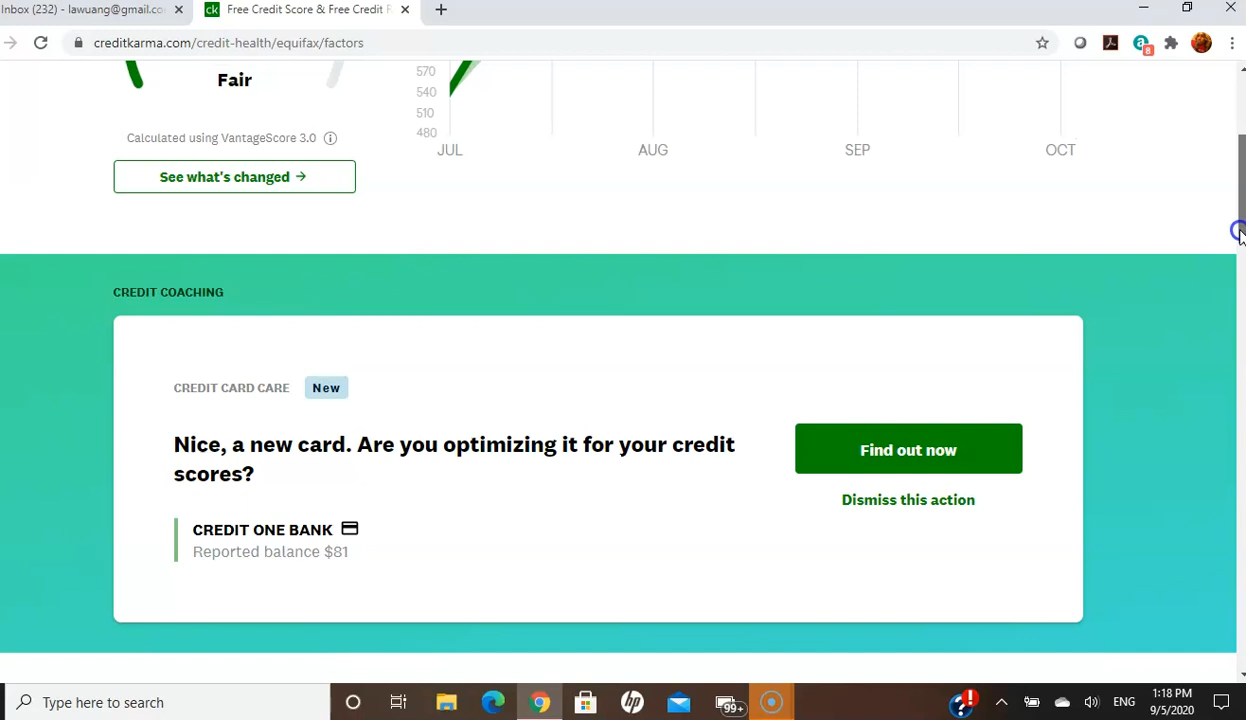 Inbox (232) - lawuang@gmail.co
ck Free Credit Score & Free Credit R
creditkarma.com/credit-health/equifax/factors
8
Fair
570
540
510
480
JUL AUG SEP OCT
Calculated using VantageScore 3.0
See what's changed →
CREDIT COACHING
CREDIT CARD CARE New
Nice, a new card. Are you optimizing it for your credit
scores?
Find out now
Dismiss this action
CREDIT ONE BANK
Reported balance $81
Type here to search
hp
99+
ENG
1:18 PM
9/5/2020